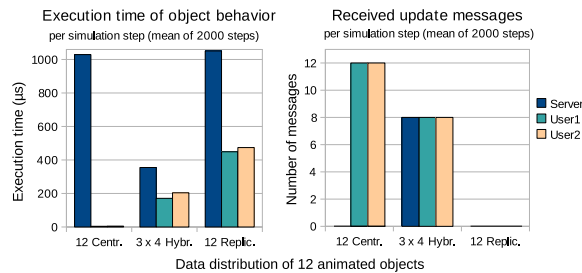 Execution time of object behavior
per simulation step (mean of 2000 steps)
Execution time (µs)
1000
800
600
400
200
0
12 Centr.
3 x 4 Hybr.
12 Replic.
Received update messages
per simulation step (mean of 2000 steps)
Number of messages
12
10
8
6
4
2
0
12 Centr.
3 x 4 Hybr.
12 Replic.
Server
User1
User2
Data distribution of 12 animated objects